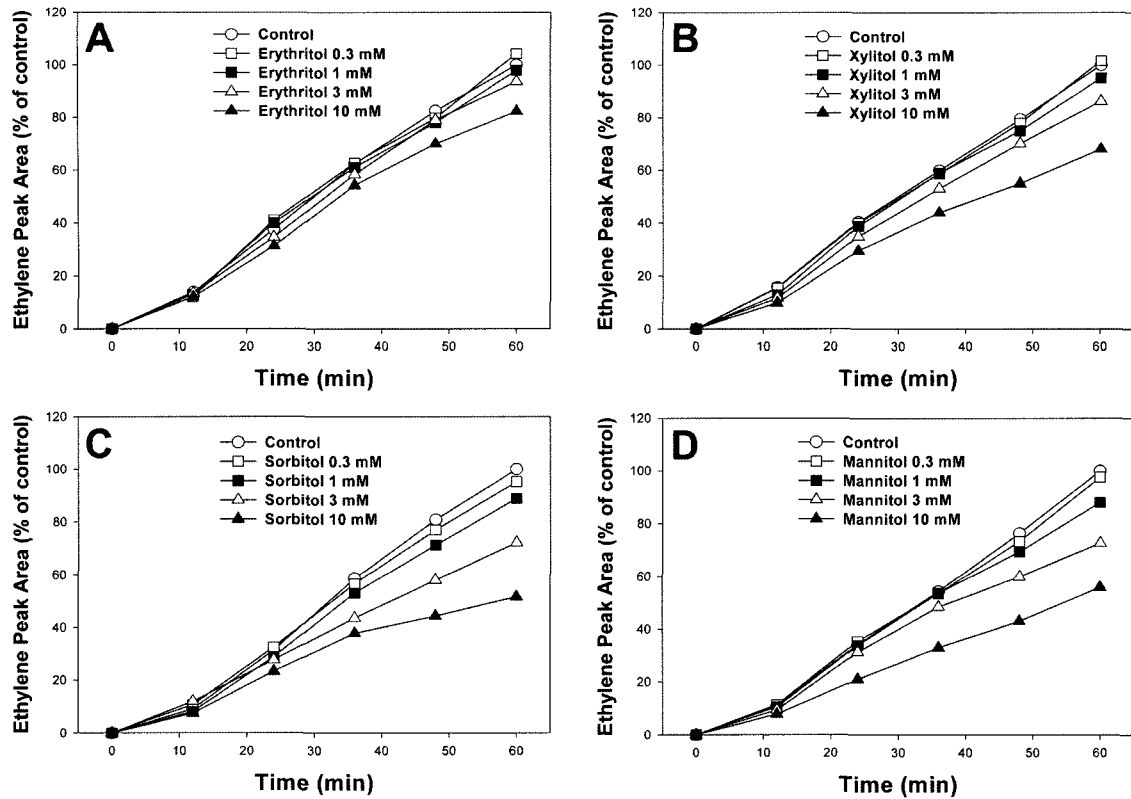 A
Control
Erythritol 0.3 mM
Erythritol 1 mM
Erythritol 3 mM
Erythritol 10 mM
Ethylene Peak Area (% of control)
120
100
80
60
40
20
0
0 10 20 30 40 50 60
Time (min)
B
Control
Xylitol 0.3 mM
Xylitol 1 mM
Xylitol 3 mM
Xylitol 10 mM
Ethylene Peak Area (% of control)
120
100
80
60
40
20
0
0 10 20 30 40 50 60
Time (min)
C
Control
Sorbitol 0.3 mM
Sorbitol 1 mM
Sorbitol 3 mM
Sorbitol 10 mM
Ethylene Peak Area (% of control)
120
100
80
60
40
20
0
0 10 20 30 40 50 60
Time (min)
D
Control
Mannitol 0.3 mM
Mannitol 1 mM
Mannitol 3 mM
Mannitol 10 mM
Ethylene Peak Area (% of control)
120
100
80
60
40
20
0
0 10 20 30 40 50 60
Time (min)